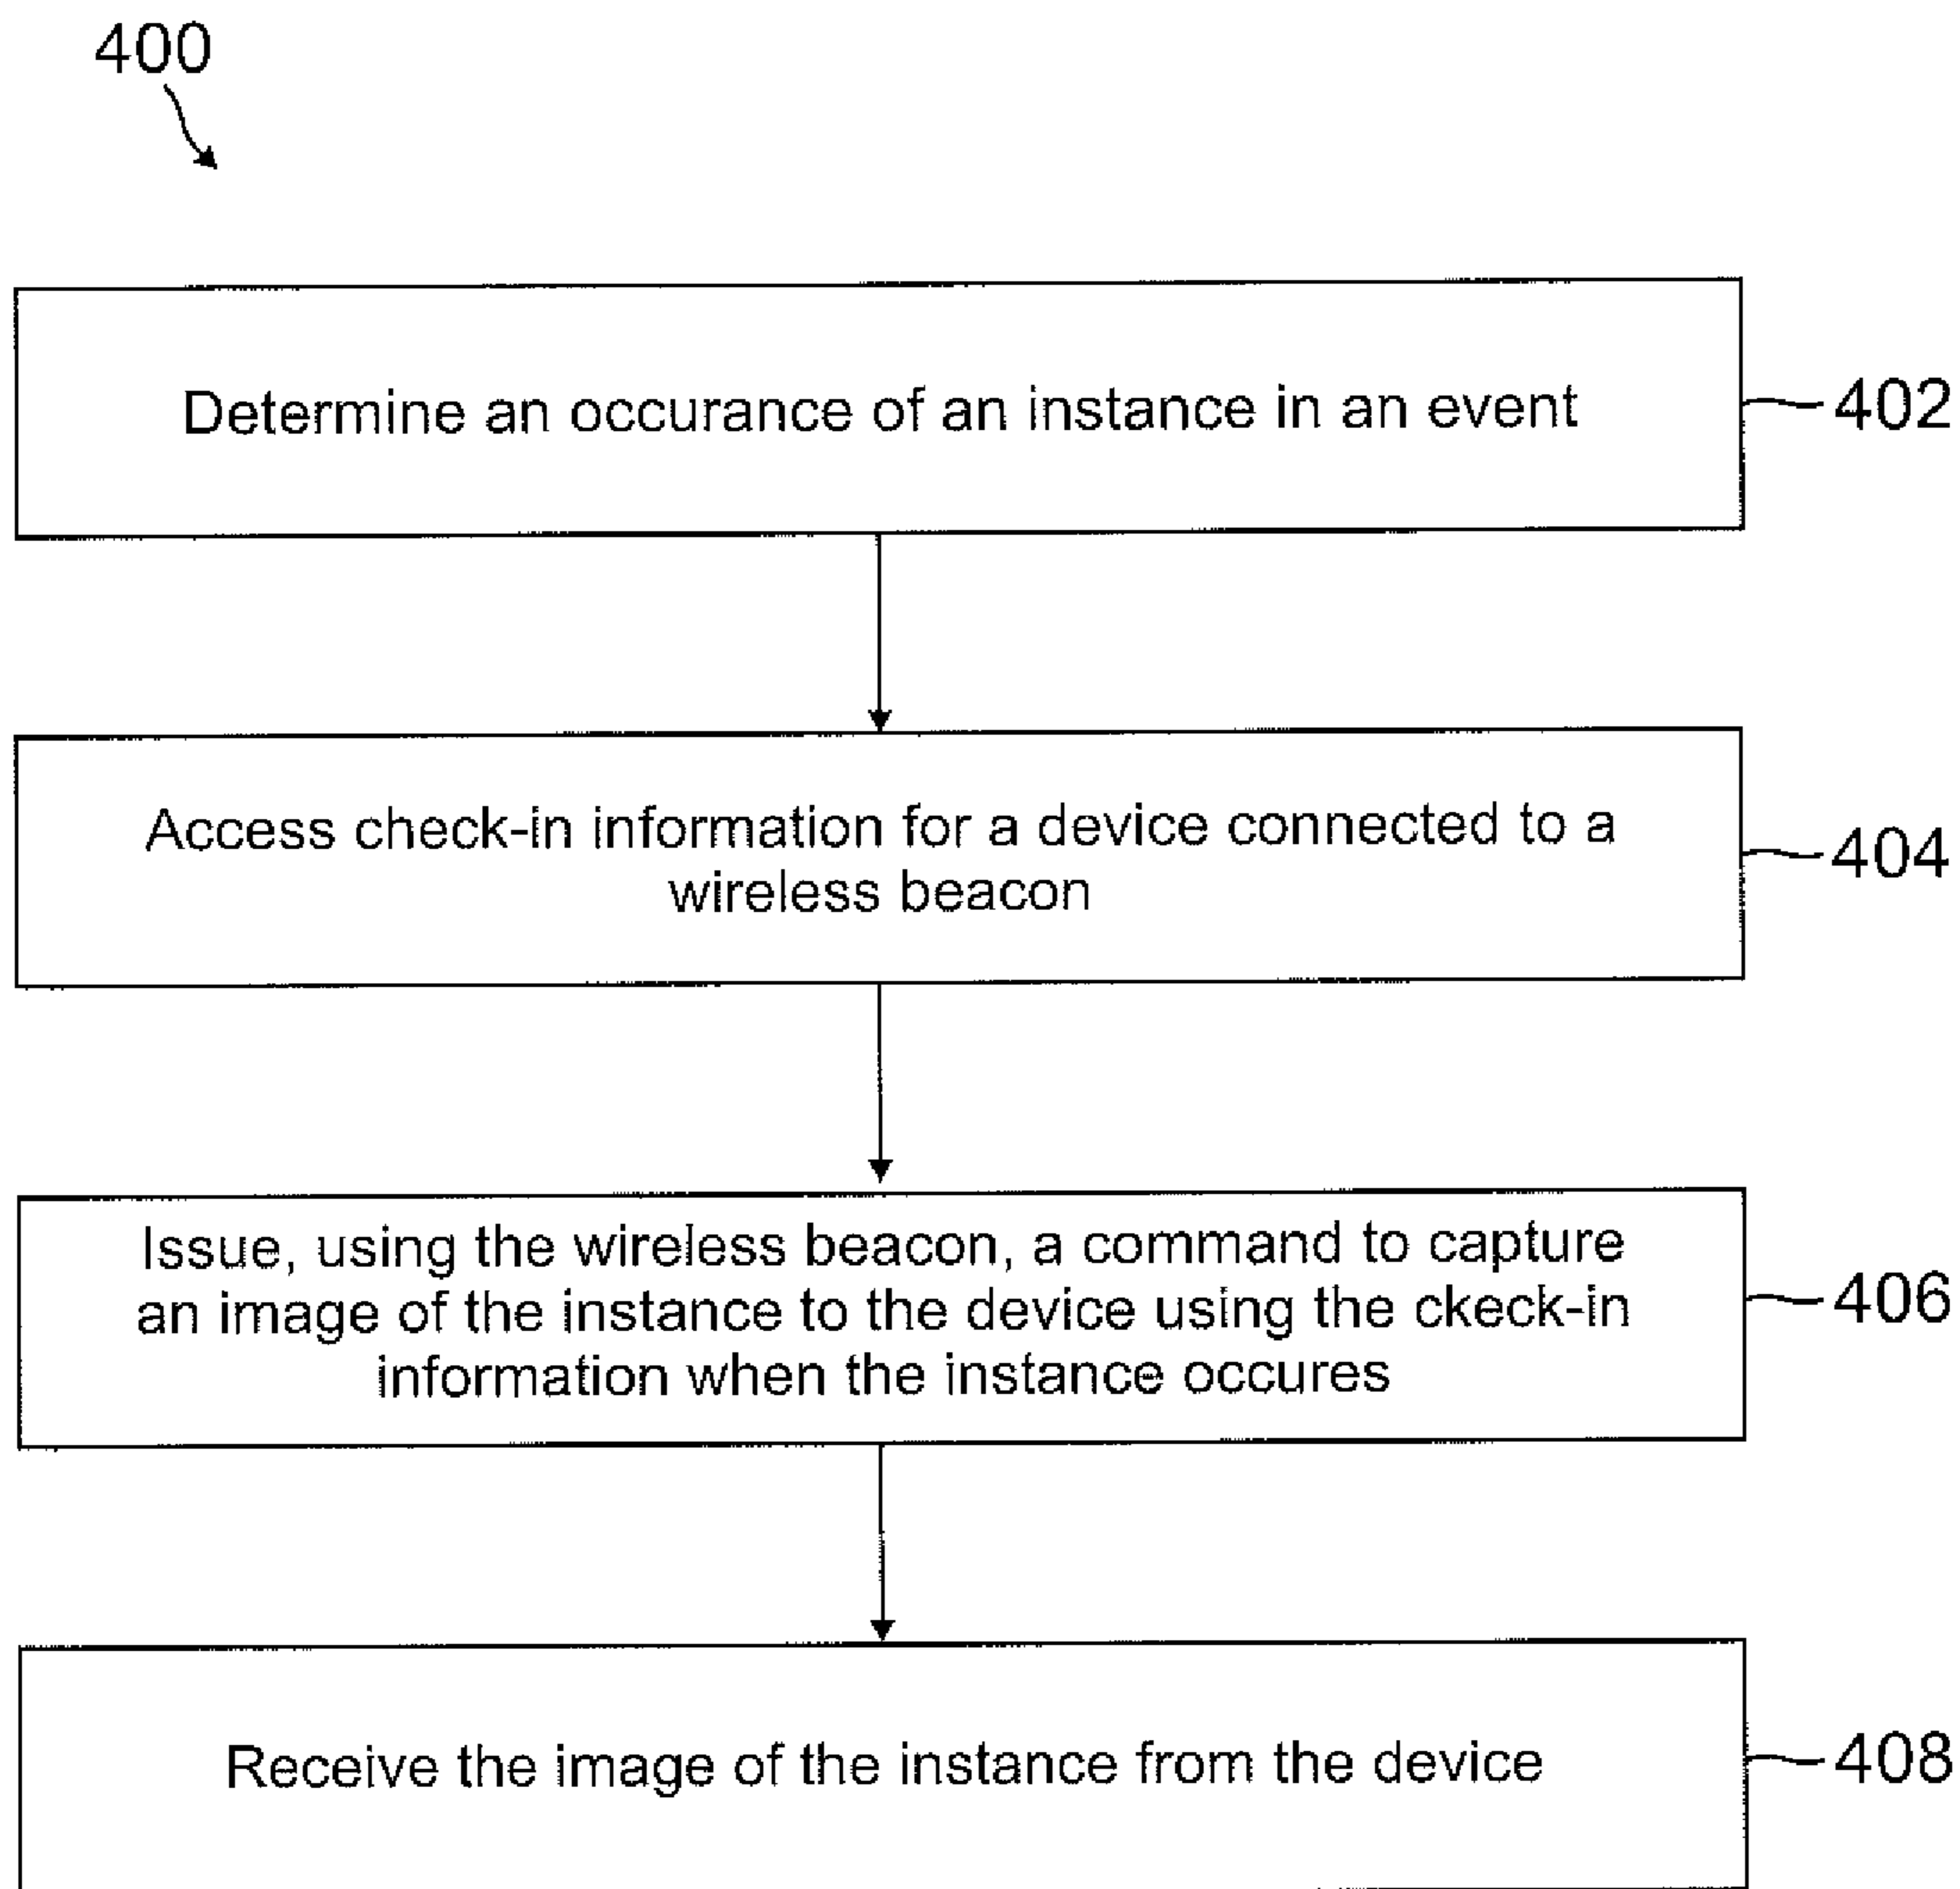 400
Determine an occurance of an instance in an event
402
Access check-in information for a device connected to a
wireless beacon
404
Issue, using the wireless beacon, a command to capture
an image of the instance to the device using the ckeck-in
information when the instance occures
406
Receive the image of the instance from the device
408